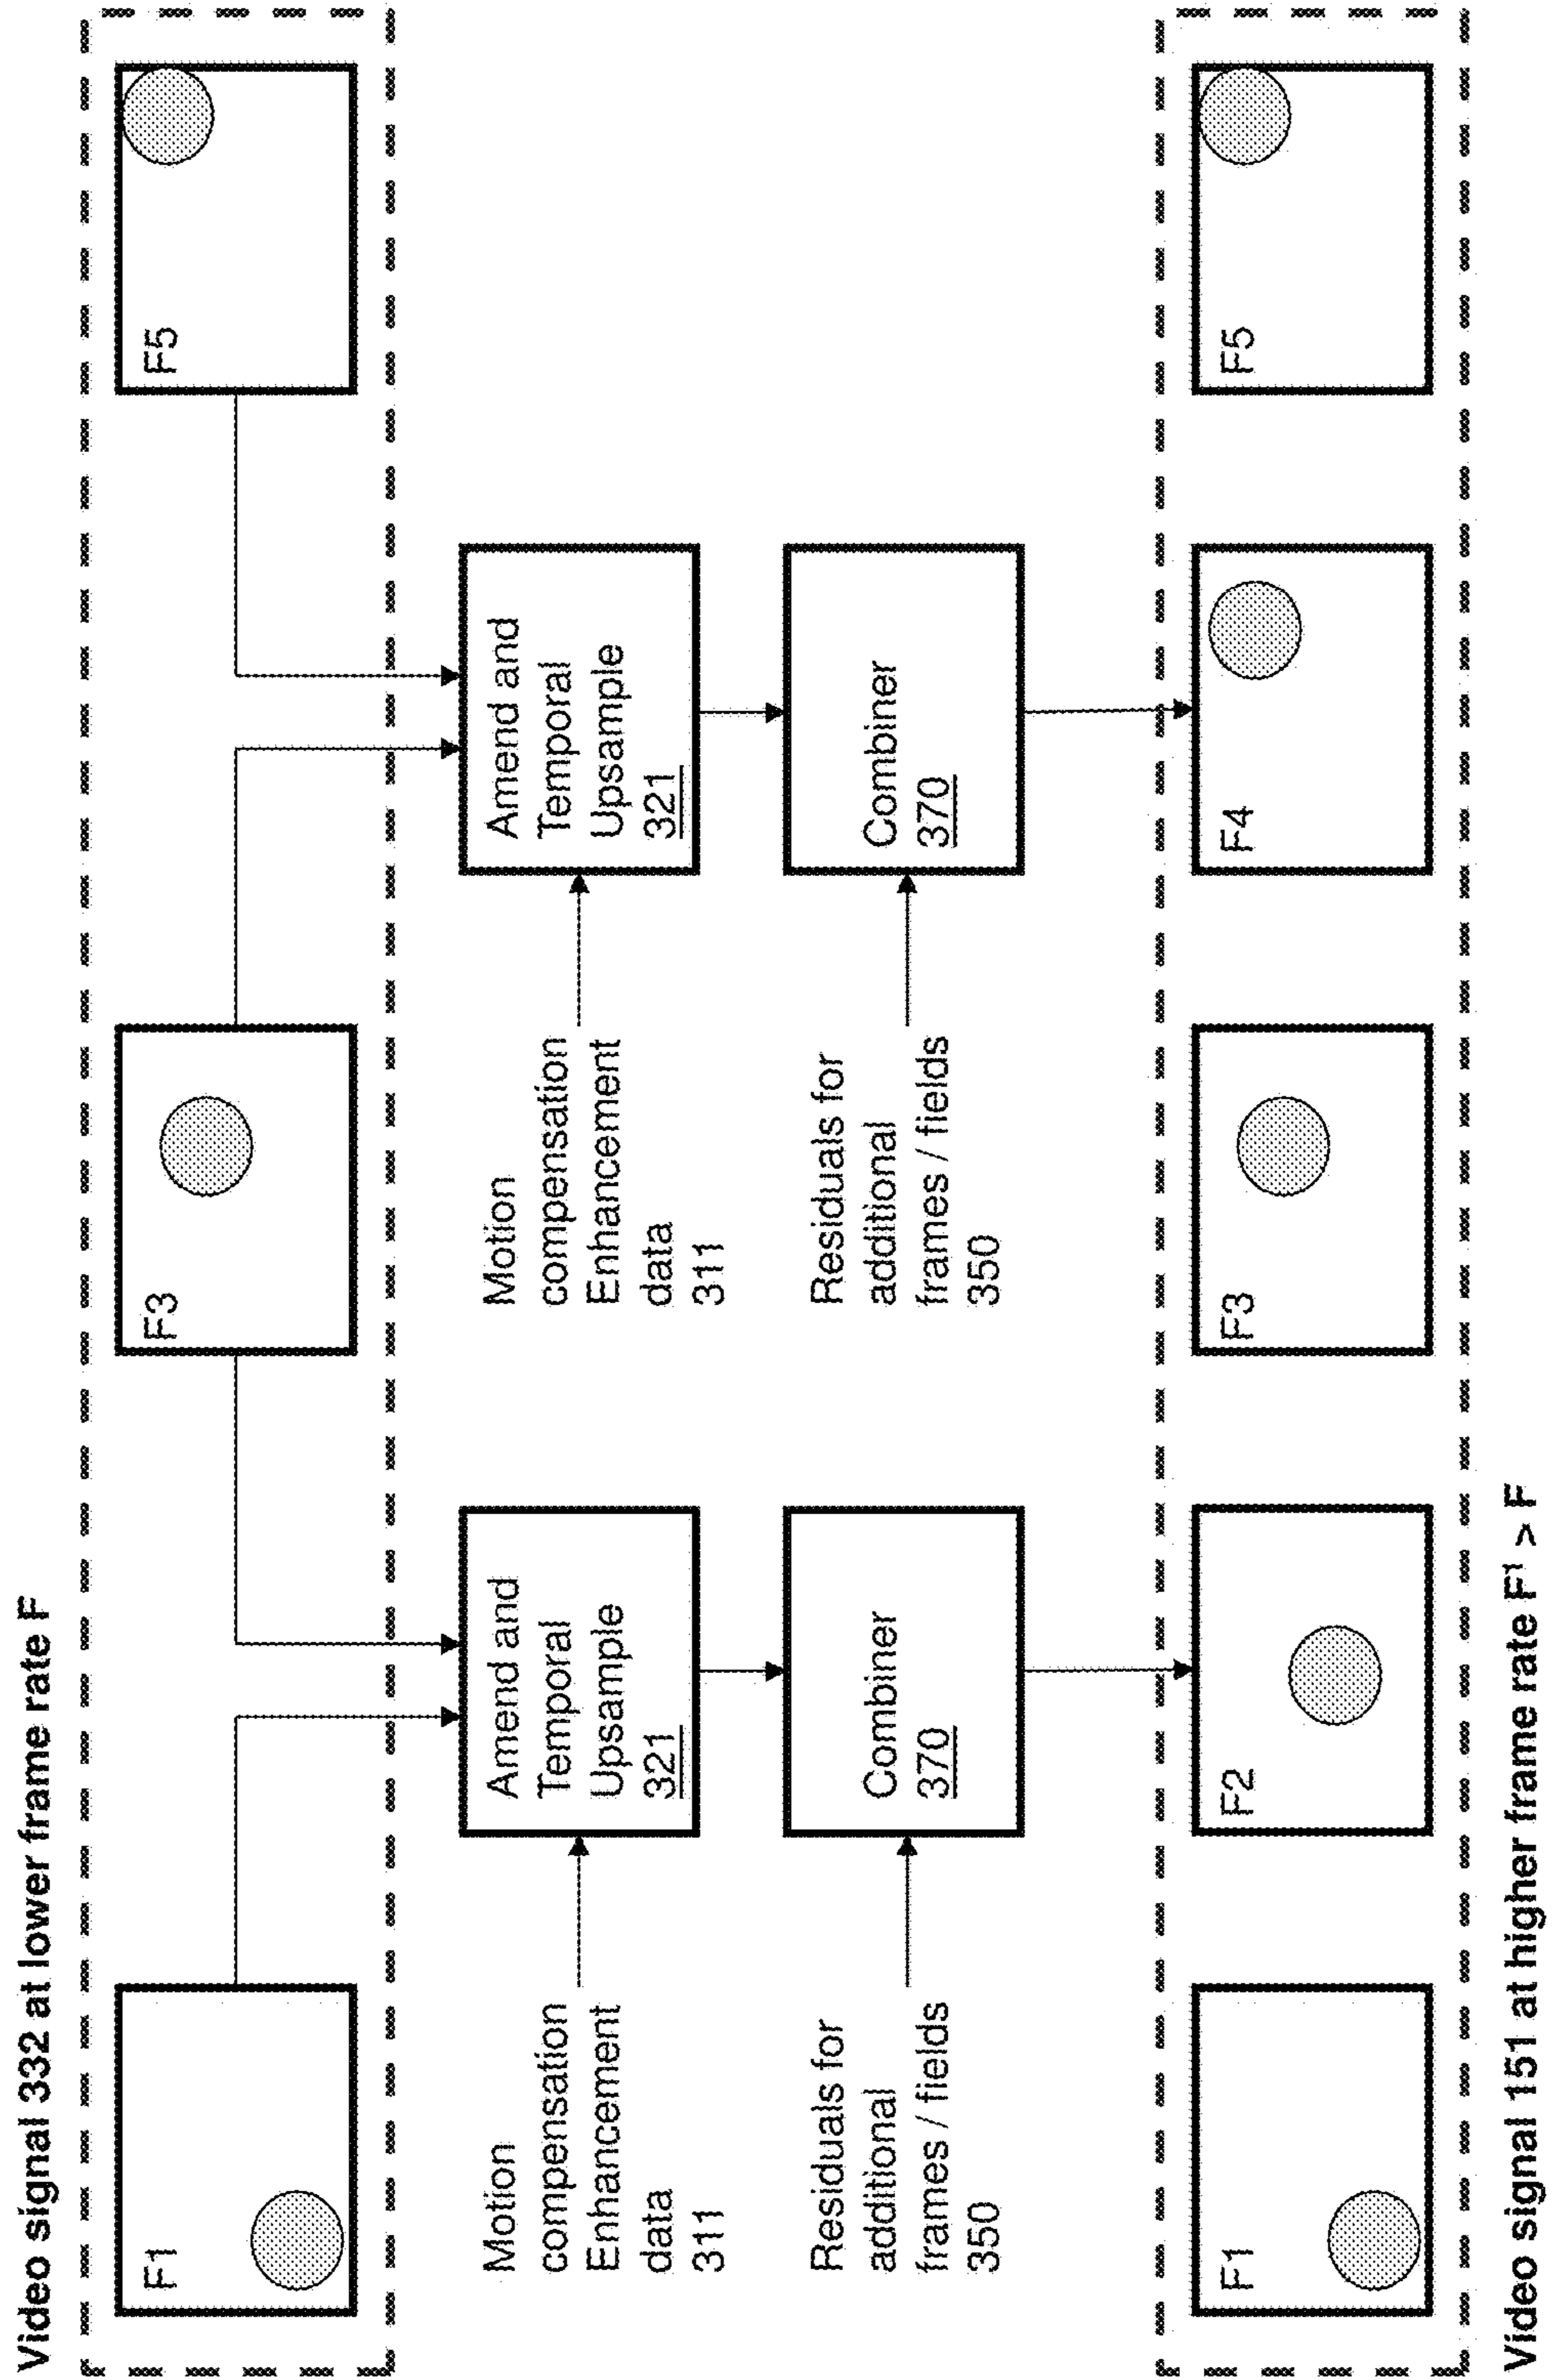 Video signal 332 at lower frame rate F
F1
F3
F5
Motion
compensation
Enhancement
data
311
Amend and
Temporal
Upsample
321
Motion
compensation
Enhancement
data
311
Amend and
Temporal
Upsample
321
Residuals for
additional
frames / fields
350
Combiner
370
Residuals for
additional
frames / fields
350
Combiner
370
F1
F2
F3
F4
F5
Video signal 151 at higher frame rate F¹ > F